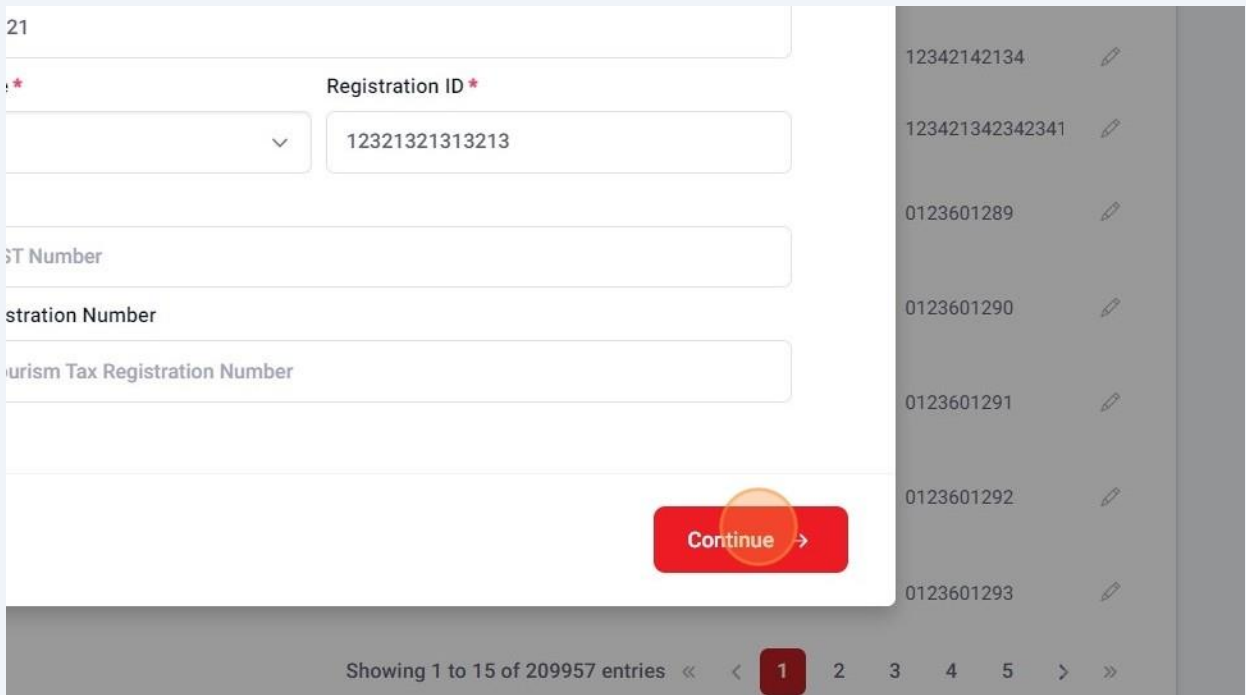 21
12342142134
*
Registration ID *
12321321313213
123421342342341
0123601289
ST Number
stration Number
0123601290
urism Tax Registration Number
0123601291
0123601292
Continue →
0123601293
Showing 1 to 15 of 209957 entries « < 1 2 3 4 5 > »